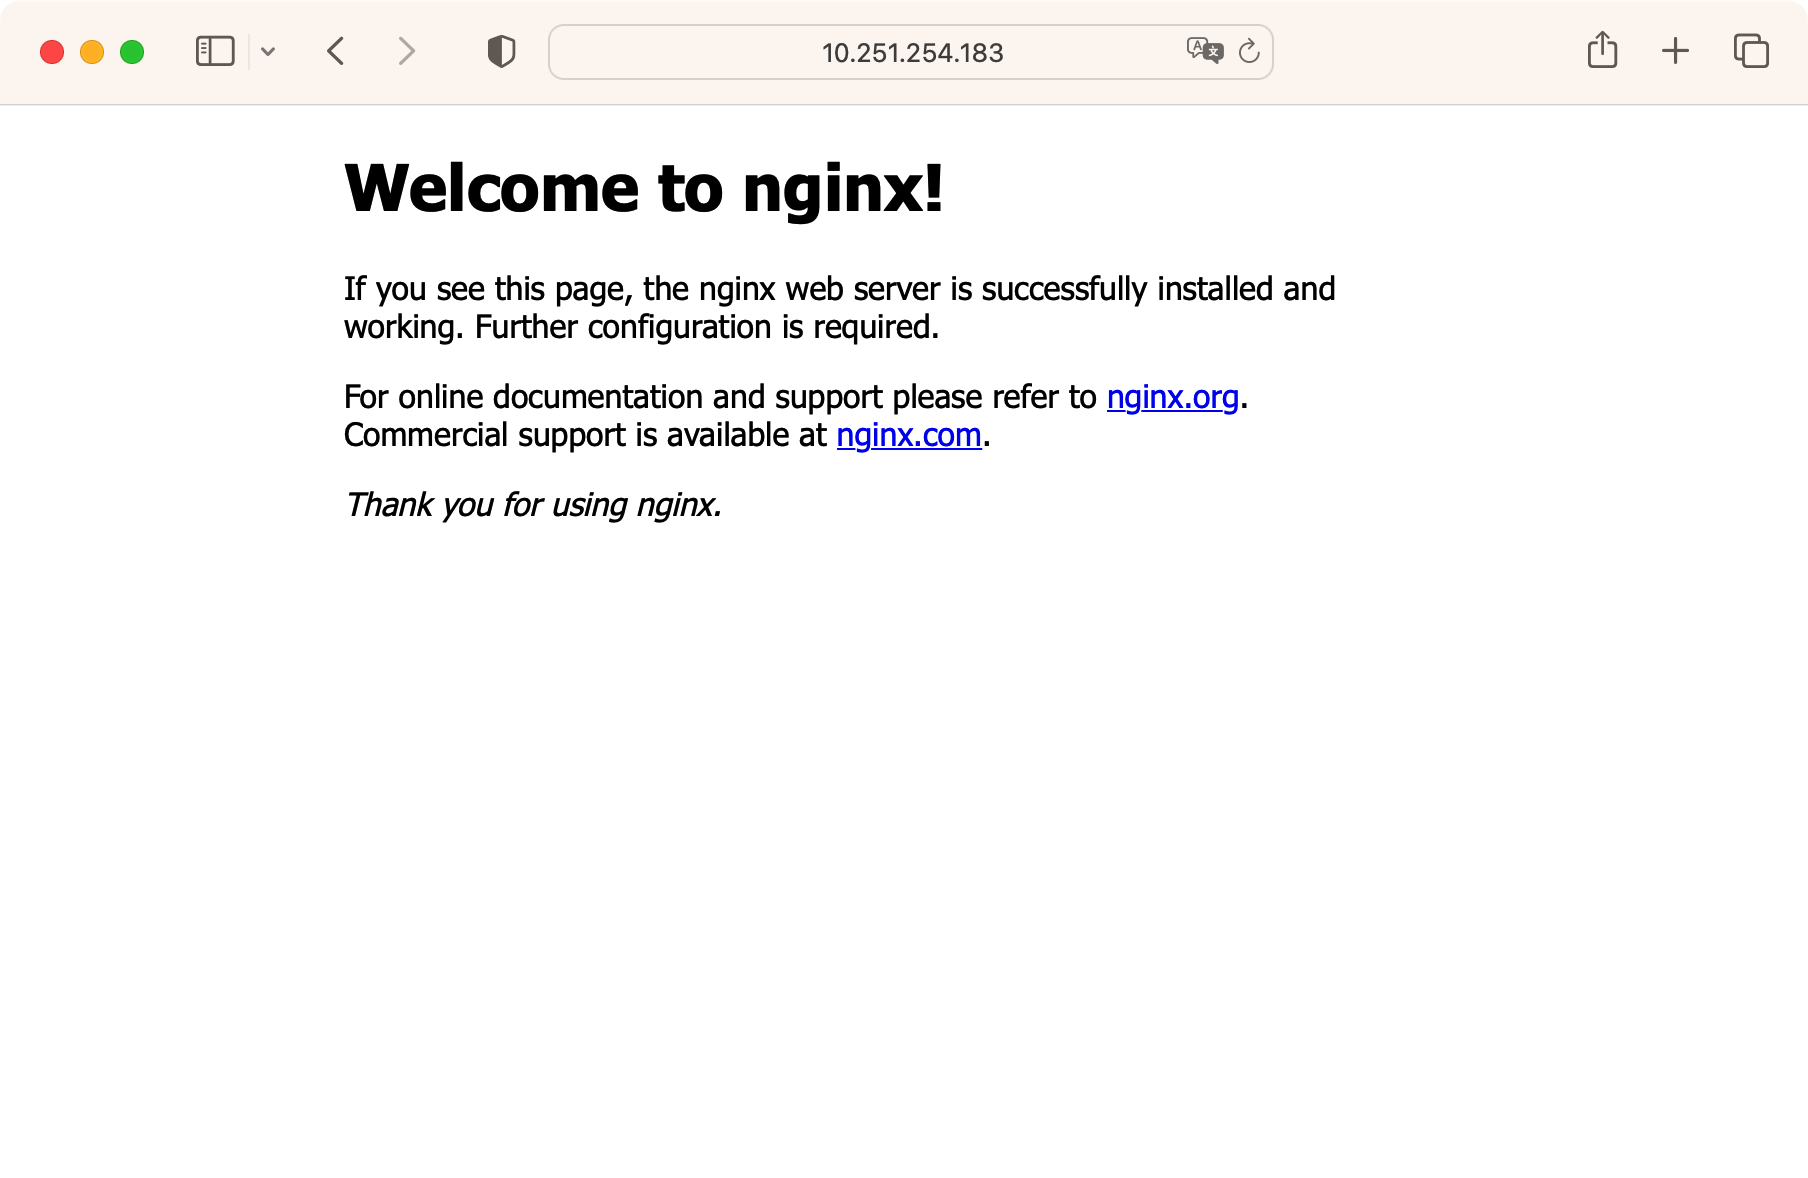 10.251.254.183
Welcome to nginx!
If you see this page, the nginx web server is successfully installed and
working. Further configuration is required.
For online documentation and support please refer to nginx.org.
Commercial support is available at nginx.com.
Thank you for using nginx.